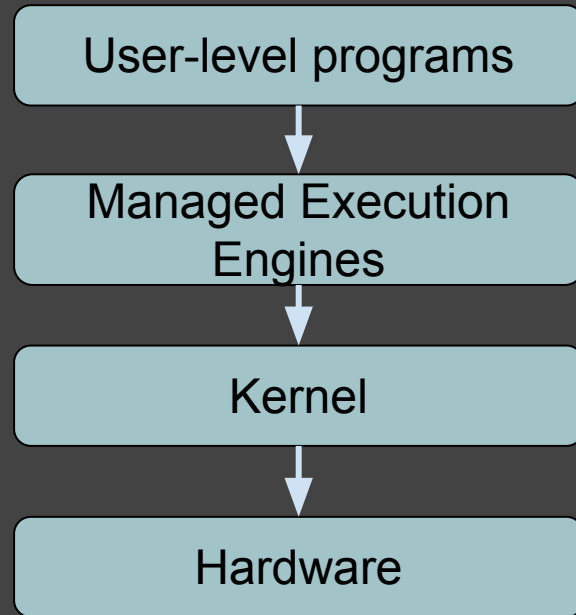 User-level programs
Managed Execution
Engines
Kernel
Hardware